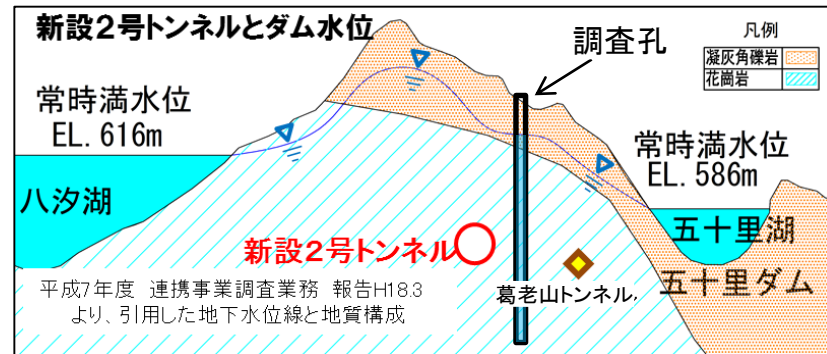 新設2号トンネルとダム水位
凡例
凝灰角礫岩
花崗岩
調査孔
常時満水位
EL.616m
常時満水位
EL.586m
八汐湖
五十里湖
新設2号トンネル
五十里ダム
葛老山トンネル
平成7年度 連携事業調査業務 報告H18.3
より、引用した地下水位線と地質構成